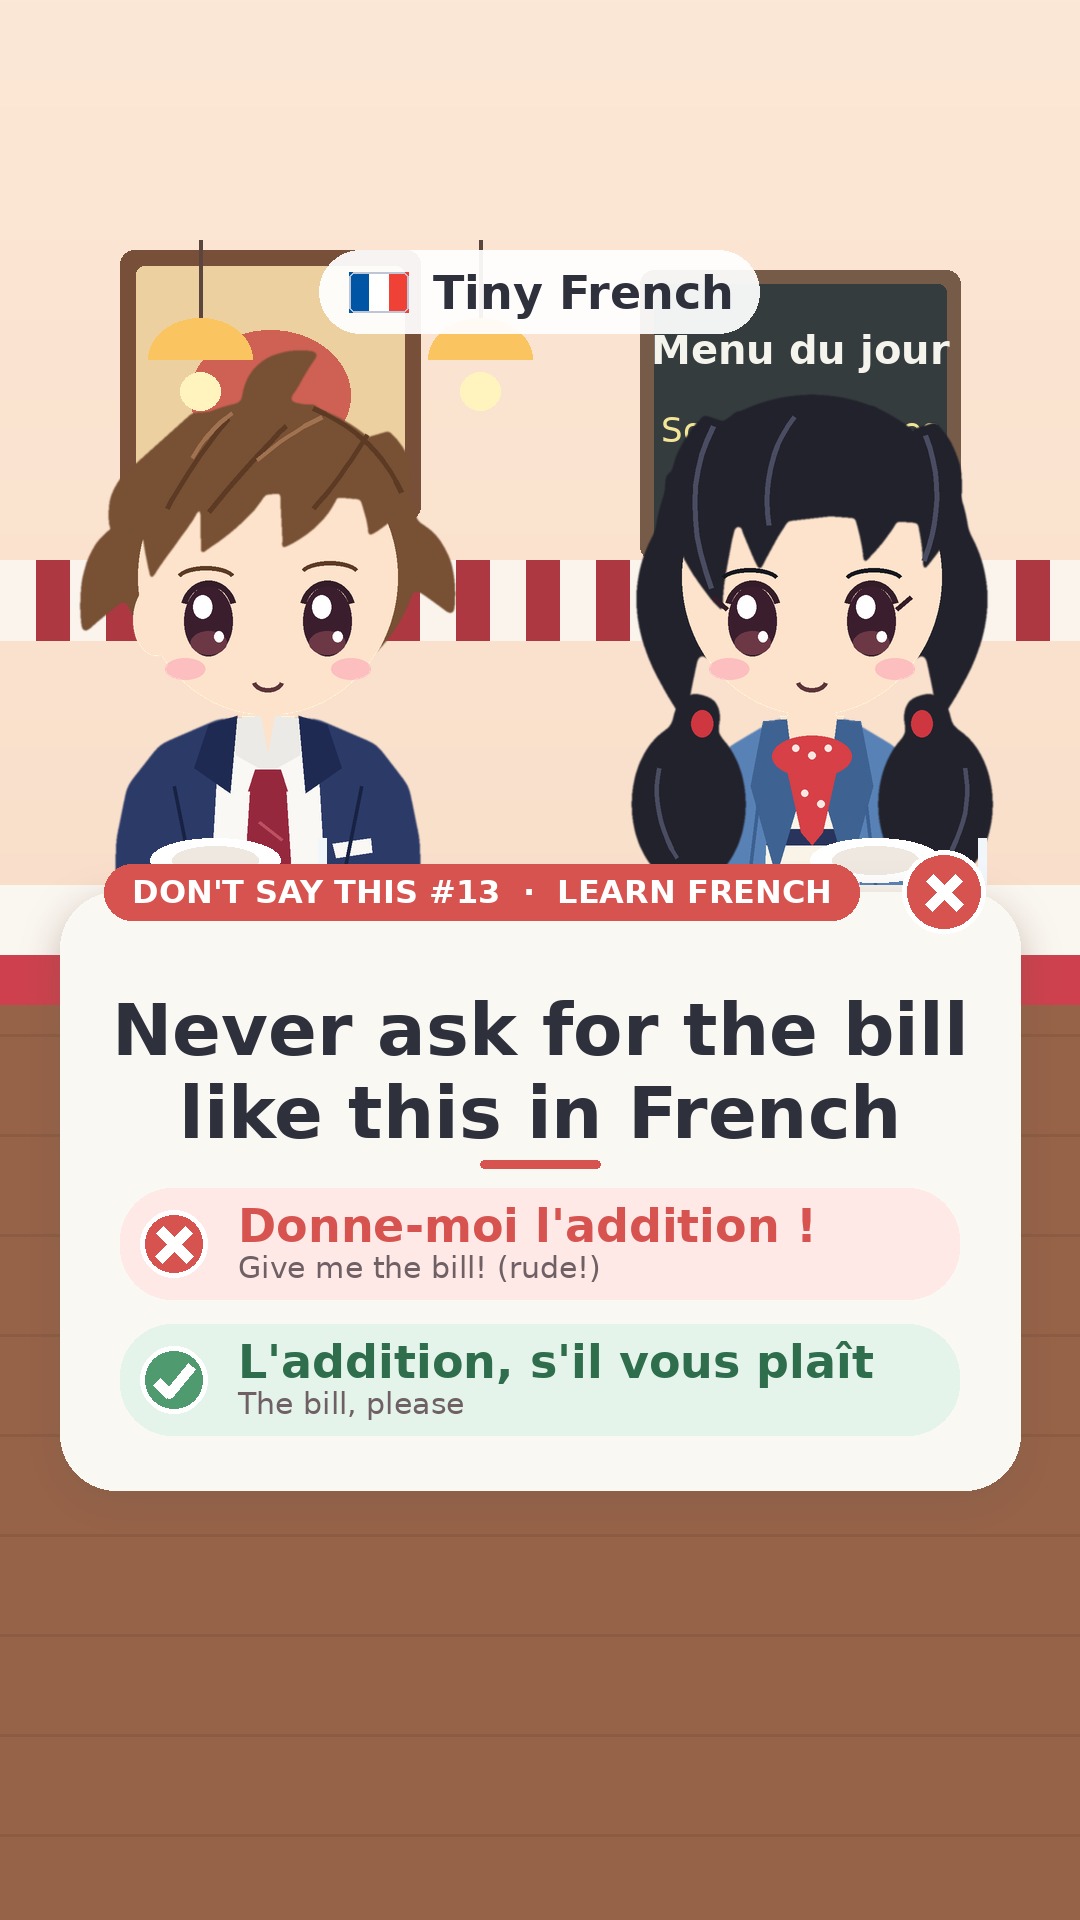 Tiny French
Menu du jour
DON'T SAY THIS #13 · LEARN FRENCH
Never ask for the bill
like this in French
Donne-moi l'addition !
Give me the bill! (rude!)
L'addition, s'il vous plaît
The bill, please